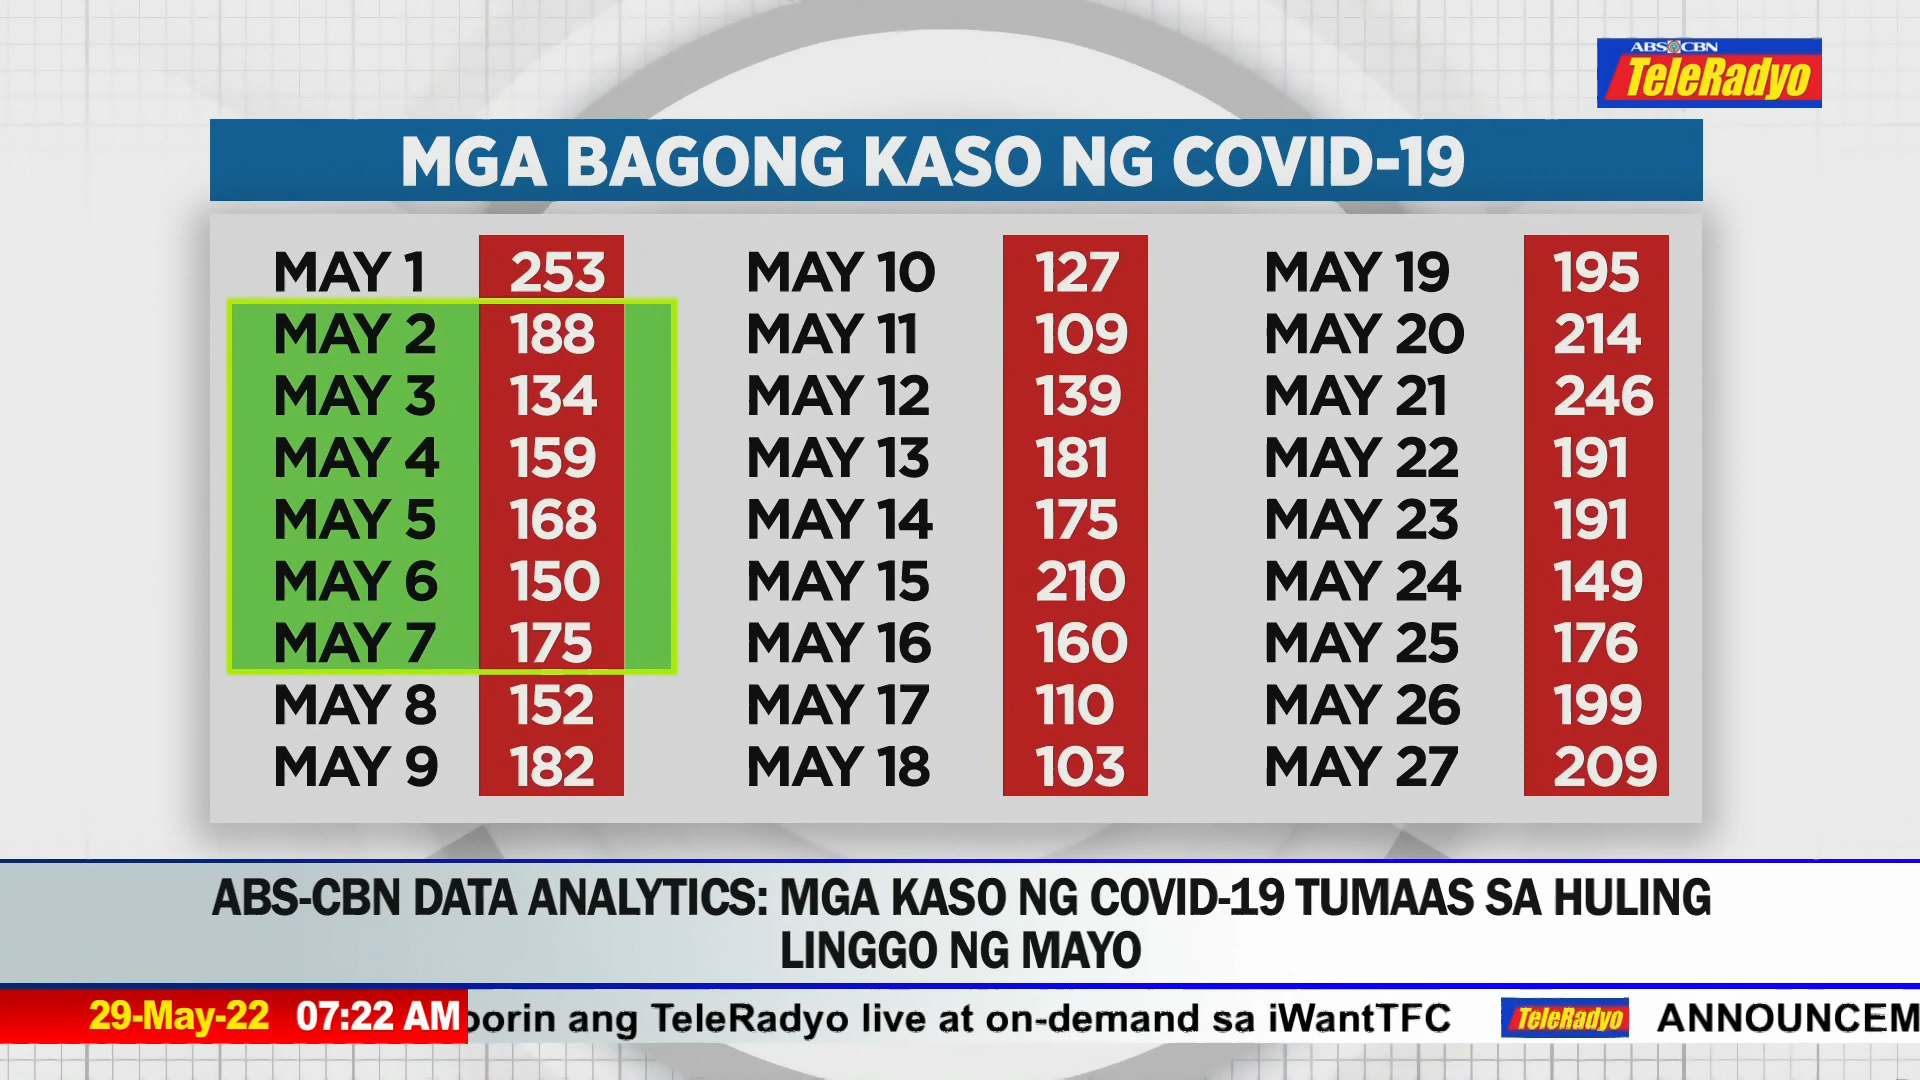 ABS-CBN
TeleRadyo
MGA BAGONG KASO NG COVID-19
MAY 1 253
MAY 2 188
MAY 3 134
MAY 4 159
MAY 5 168
MAY 6 150
MAY 7 175
MAY 8 152
MAY 9 182
MAY 10 127
MAY 11 109
MAY 12 139
MAY 13 181
MAY 14 175
MAY 15 210
MAY 16 160
MAY 17 110
MAY 18 103
MAY 19 195
MAY 20 214
MAY 21 246
MAY 22 191
MAY 23 191
MAY 24 149
MAY 25 176
MAY 26 199
MAY 27 209
ABS-CBN DATA ANALYTICS: MGA KASO NG COVID-19 TUMAAS SA HULING
LINGGO NG MAYO
29-May-22 07:22 AM oorin ang TeleRadyo live at on-demand sa iWantTFC TeleRadyo ANNOUNCEM